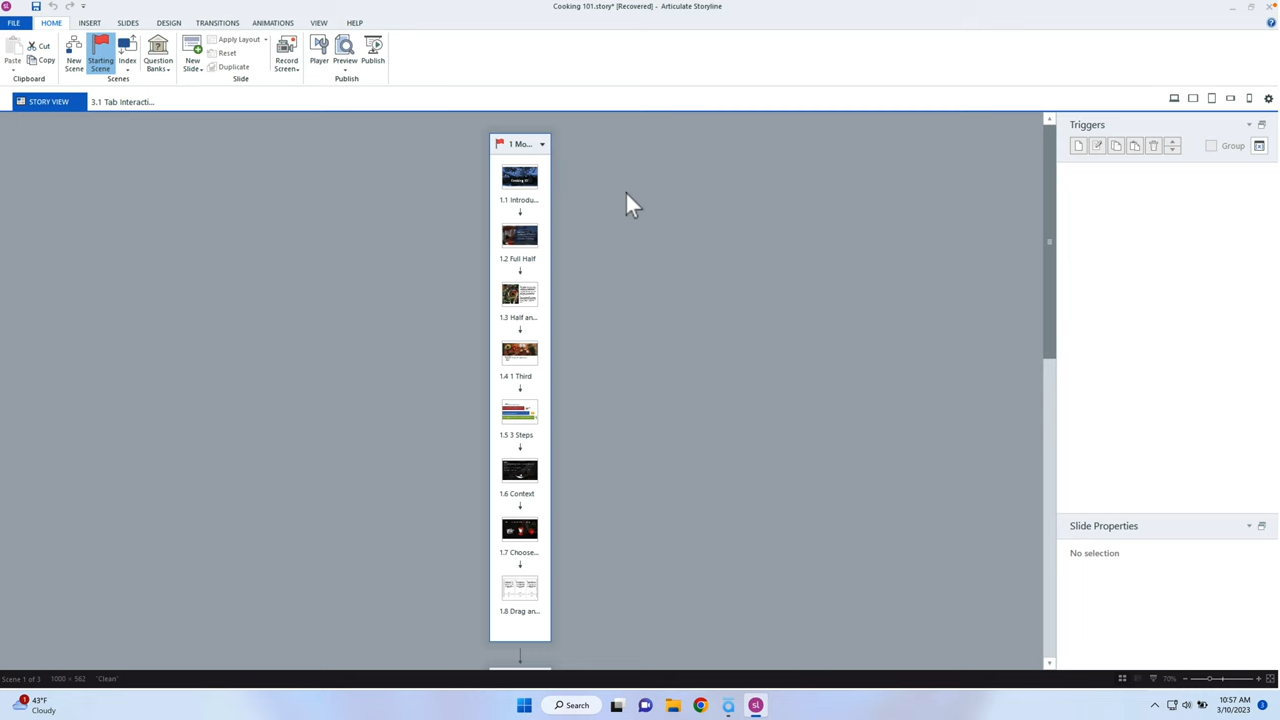 Cooking 101.story* [Recovered] - Articulate Storyline
FILE HOME INSERT SLIDES DESIGN TRANSITIONS ANIMATIONS VIEW HELP
Paste Cut Copy
Clipboard
New Scene Starting Scene Index Question Banks
Scenes
New Slide Apply Layout Reset Duplicate
Slide
Record Screen Player Preview Publish
Publish
STORY VIEW 3.1 Tab Interacti...
Triggers
Group
1 Mo...
Cooking 101
1.1 Introdu...
1.2 Full Half
1.3 Half an...
1.4 1 Third
1.5 3 Steps
1.6 Context
1.7 Choose...
1.8 Drag an...
Slide Properties
No selection
Scene 1 of 3 1000 × 562 "Clean" 70%
1
43°F
Cloudy
Search
10:57 AM
3/10/2023
3